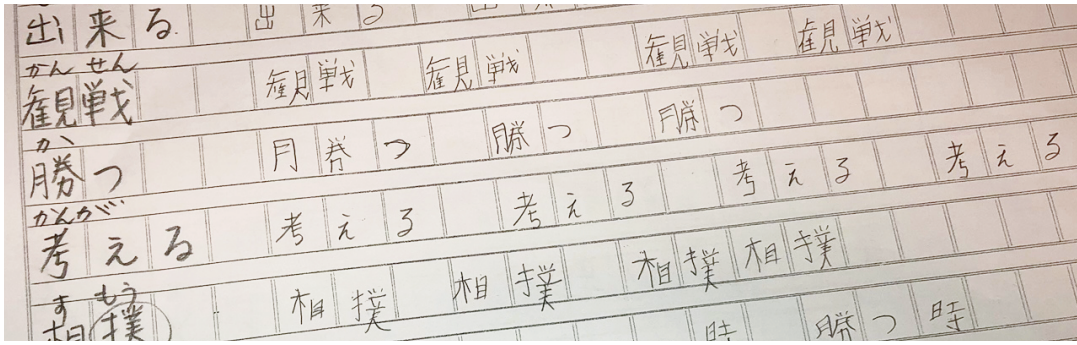 出来る 出来る 出
かんせん
観戦 観戦 観戦 観戦 観戦
か
勝つ 月券つ 勝つ 勝つ
かんが
考える 考える 考える 考える 考える
すもう
相撲 相撲 相撲 相撲 相撲
時 勝つ 時